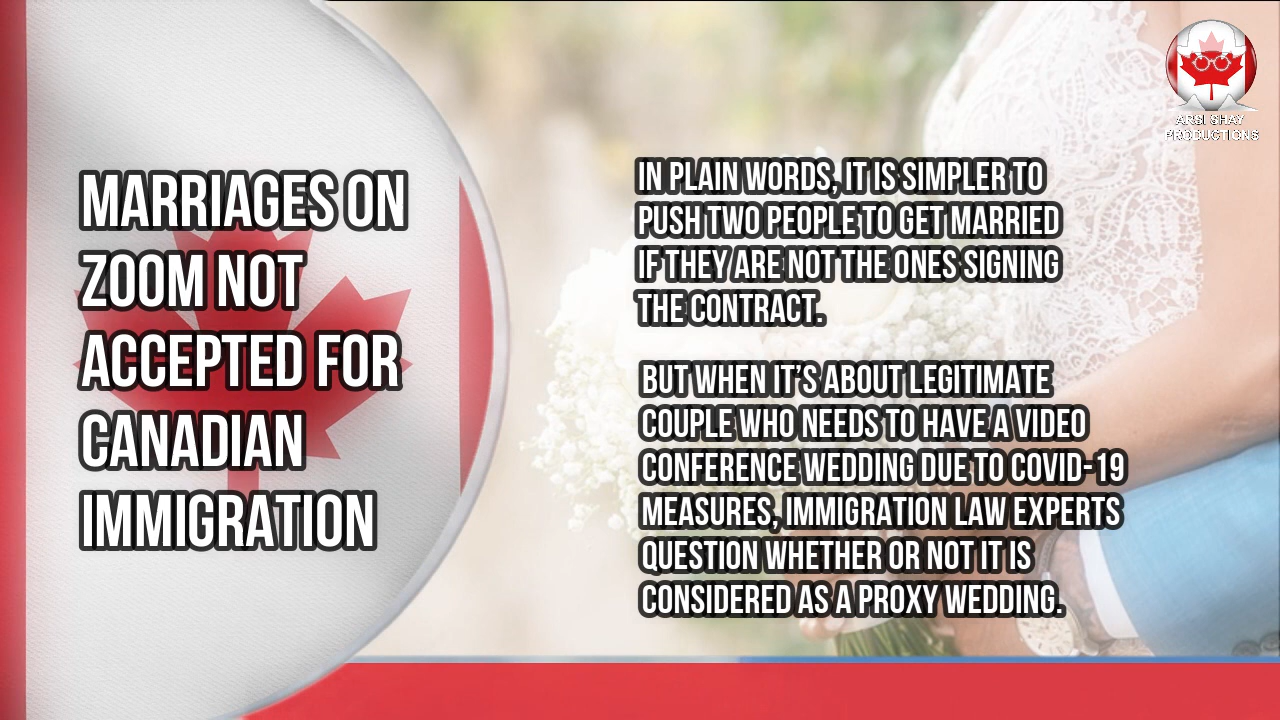 MARRIAGES ON
ZOOM NOT
ACCEPTED FOR
CANADIAN
IMMIGRATION
IN PLAIN WORDS, IT IS SIMPLER TO
PUSH TWO PEOPLE TO GET MARRIED
IF THEY ARE NOT THE ONES SIGNING
THE CONTRACT.
BUT WHEN IT'S ABOUT LEGITIMATE
COUPLE WHO NEEDS TO HAVE A VIDEO
CONFERENCE WEDDING DUE TO COVID-19
MEASURES, IMMIGRATION LAW EXPERTS
QUESTION WHETHER OR NOT IT IS
CONSIDERED AS A PROXY WEDDING.
ARSI SHAY
PRODUCTIONS